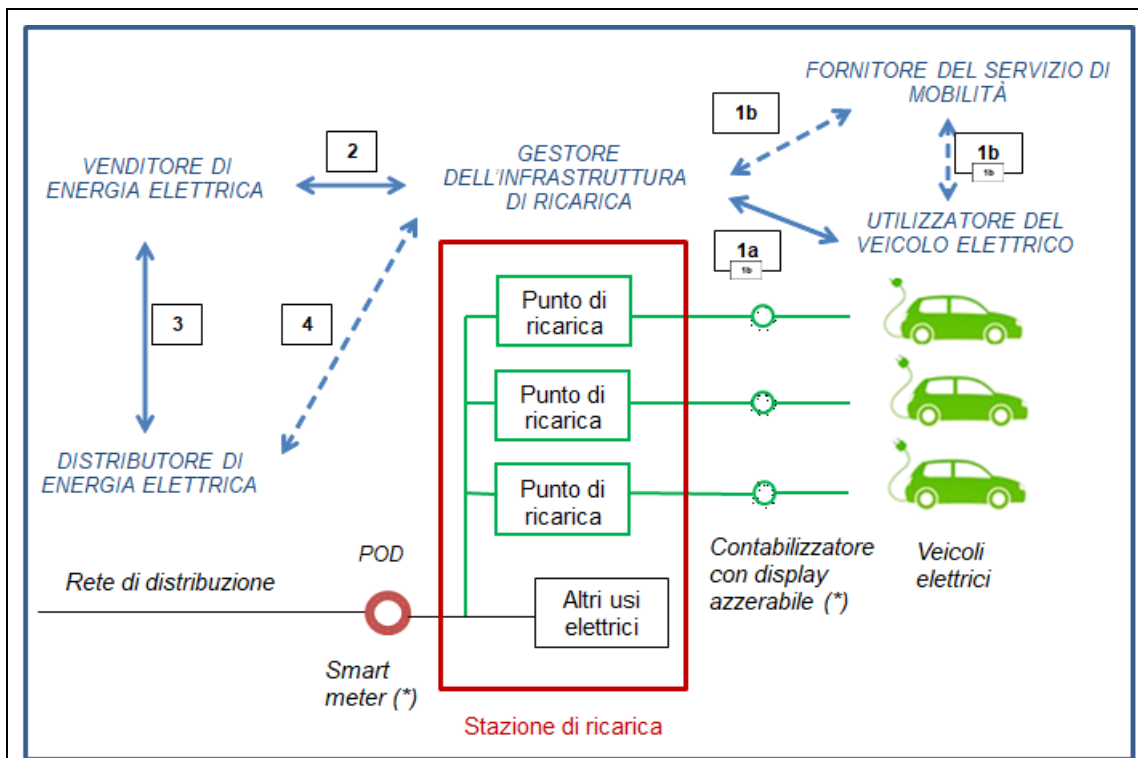 FORNITORE DEL SERVIZIO DI
MOBILITÀ
1b
2
GESTORE
DELL'INFRASTRUTTURA
DI RICARICA
1b
1b
VENDITORE DI
ENERGIA ELETTRICA
UTILIZZATORE DEL
VEICOLO ELETTRICO
1a
1b
3
4
Punto di
ricarica
Punto di
ricarica
Punto di
ricarica
DISTRIBUTORE DI
ENERGIA ELETTRICA
POD
Rete di distribuzione
Contabilizzatore
con display
azzerabile (*)
Veicoli
elettrici
Altri usi
elettrici
Smart
meter (*)
Stazione di ricarica